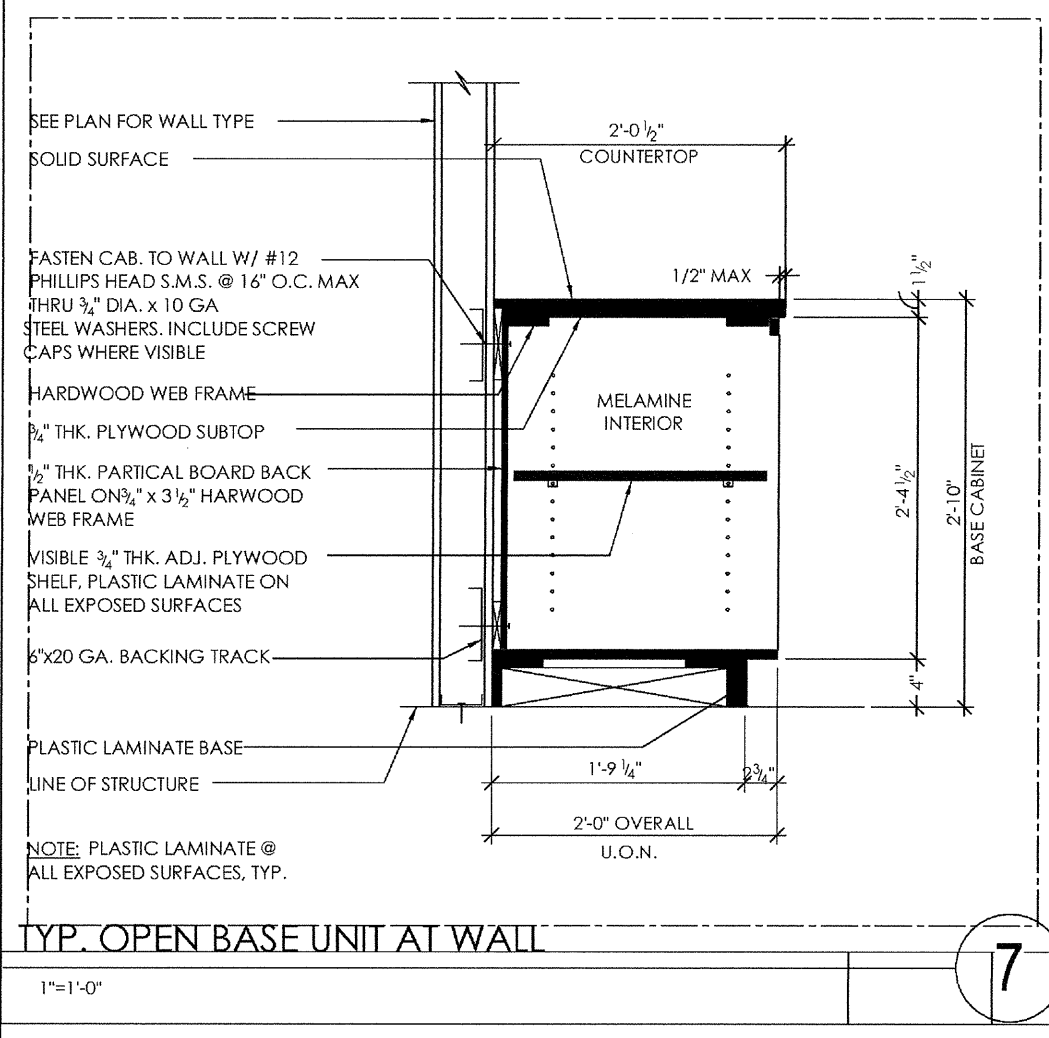 SEE PLAN FOR WALL TYPE
SOLID SURFACE
FASTEN CAB. TO WALL W/ #12
PHILLIPS HEAD S.M.S. @ 16" O.C. MAX
THRU ¾" DIA. x 10 GA
STEEL WASHERS. INCLUDE SCREW
CAPS WHERE VISIBLE
HARDWOOD WEB FRAME
¾" THK. PLYWOOD SUBTOP
½" THK. PARTICAL BOARD BACK
PANEL ON ¾" x 3 ½" HARWOOD
WEB FRAME
VISIBLE ¾" THK. ADJ. PLYWOOD
SHELF, PLASTIC LAMINATE ON
ALL EXPOSED SURFACES
6"x20 GA. BACKING TRACK
PLASTIC LAMINATE BASE
LINE OF STRUCTURE
NOTE: PLASTIC LAMINATE @
ALL EXPOSED SURFACES, TYP.
2'-0 ½"
COUNTERTOP
1/2" MAX
1 ½"
MELAMINE
INTERIOR
2'-4 ½"
2'-10"
BASE CABINET
4"
1'-9 ¼"
2 ¾"
2'-0" OVERALL
U.O.N.
TYP. OPEN BASE UNIT AT WALL
7
1"=1'-0"